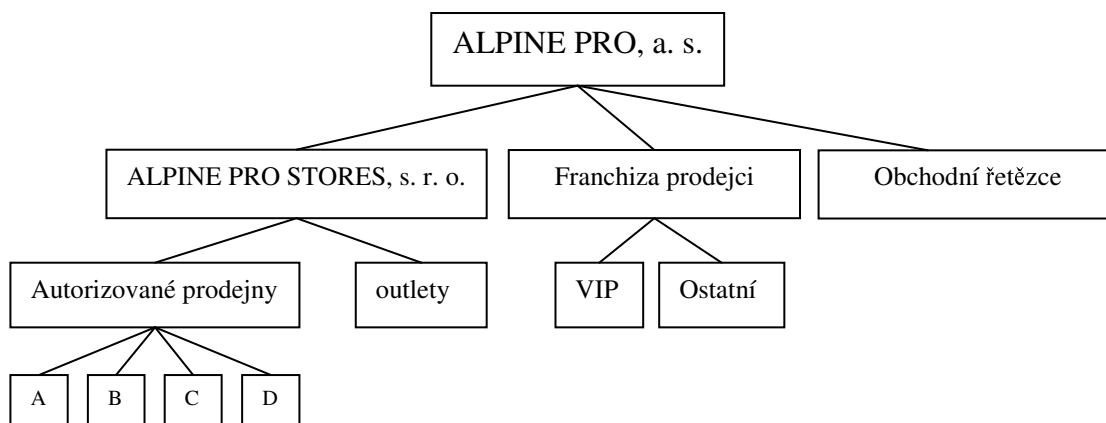 ALPINE PRO, a. s.
ALPINE PRO STORES, s. r. o.
Franchiza prodejci
Obchodní řetězce
Autorizované prodejny
outlety
VIP
Ostatní
A
B
C
D